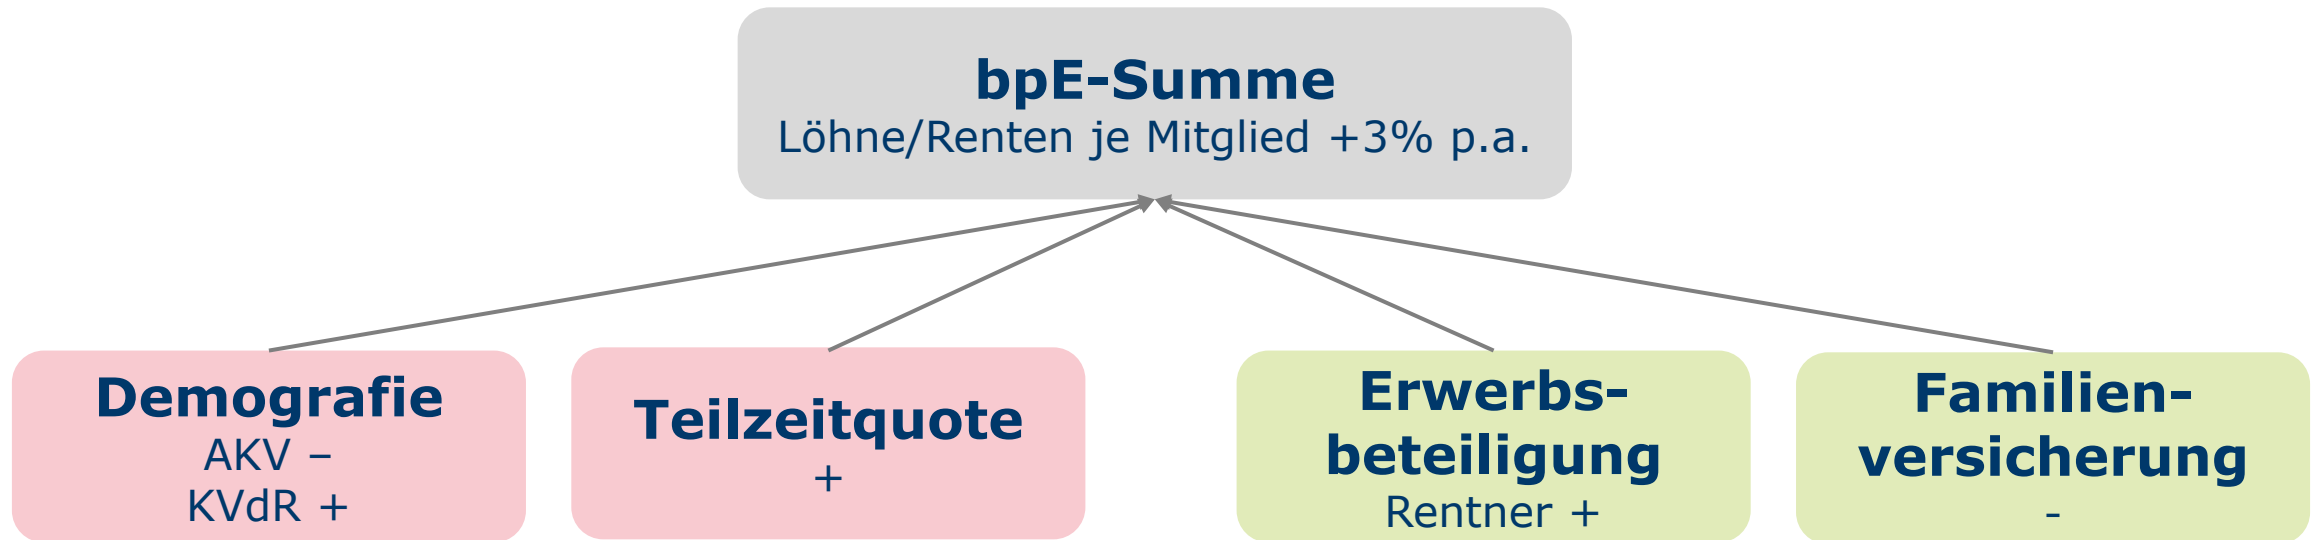 bpE-Summe
Löhne/Renten je Mitglied +3% p.a.
Demografie
AKV –
KVdR +
Teilzeitquote
+
Erwerbs-
beteiligung
Rentner +
Familien-
versicherung
-